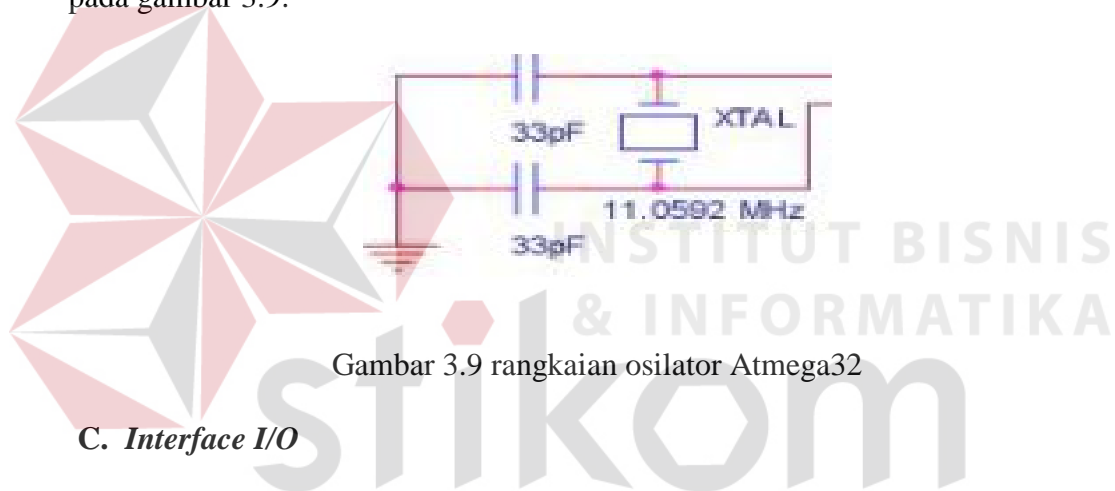 pada gambar 3.9.
33pF
XTAL
11.0592 MHz
33pF
INSTITUT BISNIS
& INFORMATIKA
stikom
Gambar 3.9 rangkaian osilator Atmega32
C. Interface I/O